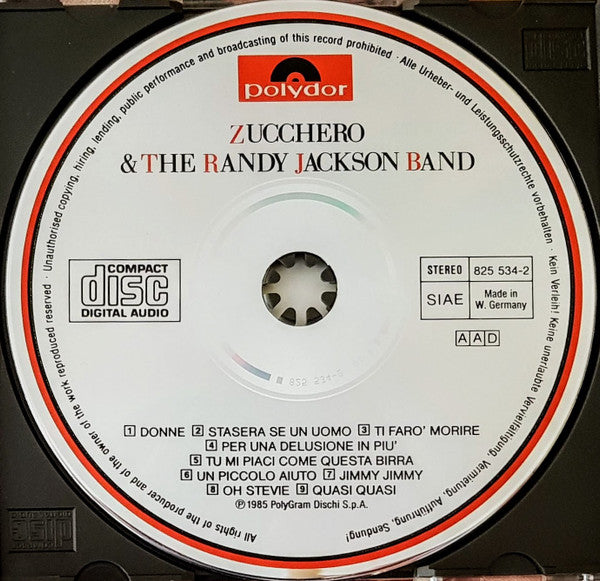 All rights of the producer and of the owner of the work reproduced reserved · Unauthorised copying, hiring, lending, public performance and broadcasting of this record prohibited · Alle Urheber- und Leistungsschutzrechte vorbehalten · Kein Verleih! Keine unerlaubte Vervielfältigung, Vermietung, Aufführung, Sendung!
polydor
ZUCCHERO
& THE RANDY JACKSON BAND
COMPACT
disc
DIGITAL AUDIO
STEREO 825 534-2
SIAE Made in W. Germany
AAD
1 DONNE 2 STASERA SE UN UOMO 3 TI FARO' MORIRE
4 PER UNA DELUSIONE IN PIU'
5 TU MI PIACI COME QUESTA BIRRA
6 UN PICCOLO AIUTO 7 JIMMY JIMMY
8 OH STEVIE 9 QUASI QUASI
℗ 1985 PolyGram Dischi S.p.A.